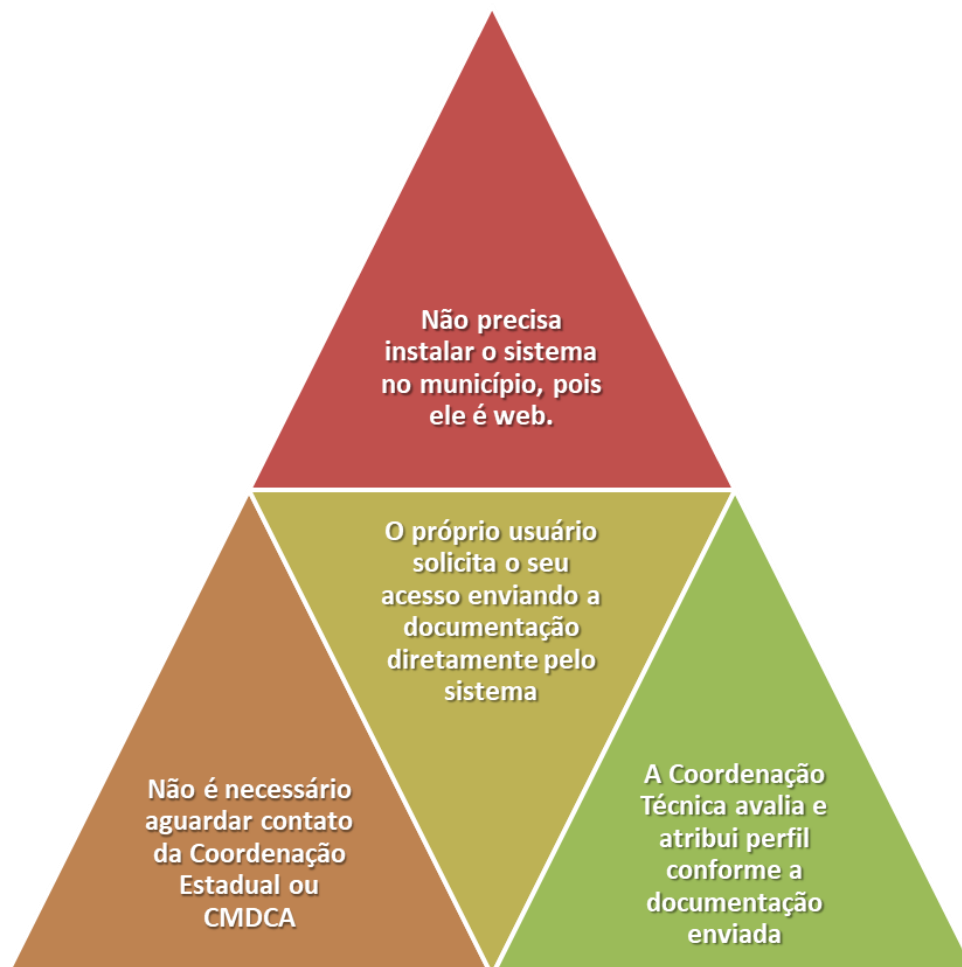 Não precisa
instalar o sistema
no município, pois
ele é web.
O próprio usuário
solicita o seu
acesso enviando a
documentação
diretamente pelo
sistema
Não é necessário
aguardar contato
da Coordenação
Estadual ou
CMDCA
A Coordenação
Técnica avalia e
atribui perfil
conforme a
documentação
enviada